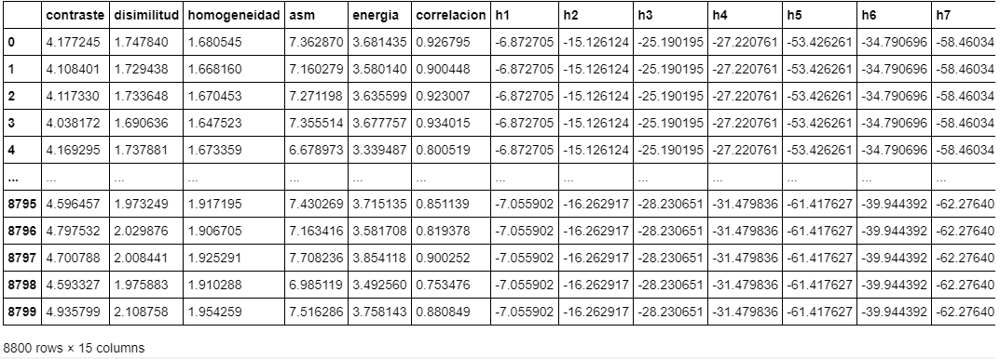 contraste disimilitud homogeneidad asm energia correlacion h1 h2 h3 h4 h5 h6 h7
0 4.177245 1.747840 1.680545 7.362870 3.681435 0.926795 -6.872705 -15.126124 -25.190195 -27.220761 -53.426261 -34.790696 -58.46034
1 4.108401 1.729438 1.668160 7.160279 3.580140 0.900448 -6.872705 -15.126124 -25.190195 -27.220761 -53.426261 -34.790696 -58.46034
2 4.117330 1.733648 1.670453 7.271198 3.635599 0.923007 -6.872705 -15.126124 -25.190195 -27.220761 -53.426261 -34.790696 -58.46034
3 4.038172 1.690636 1.647523 7.355514 3.677757 0.934015 -6.872705 -15.126124 -25.190195 -27.220761 -53.426261 -34.790696 -58.46034
4 4.169295 1.737881 1.673359 6.678973 3.339487 0.800519 -6.872705 -15.126124 -25.190195 -27.220761 -53.426261 -34.790696 -58.46034
... ... ... ... ... ... ... ... ... ... ... ... ... ...
8795 4.596457 1.973249 1.917195 7.430269 3.715135 0.851139 -7.055902 -16.262917 -28.230651 -31.479836 -61.417627 -39.944392 -62.27640
8796 4.797532 2.029876 1.906705 7.163416 3.581708 0.819378 -7.055902 -16.262917 -28.230651 -31.479836 -61.417627 -39.944392 -62.27640
8797 4.700788 2.008441 1.925291 7.708236 3.854118 0.900252 -7.055902 -16.262917 -28.230651 -31.479836 -61.417627 -39.944392 -62.27640
8798 4.593327 1.975883 1.910288 6.985119 3.492560 0.753476 -7.055902 -16.262917 -28.230651 -31.479836 -61.417627 -39.944392 -62.27640
8799 4.935799 2.108758 1.954259 7.516286 3.758143 0.880849 -7.055902 -16.262917 -28.230651 -31.479836 -61.417627 -39.944392 -62.27640
8800 rows × 15 columns